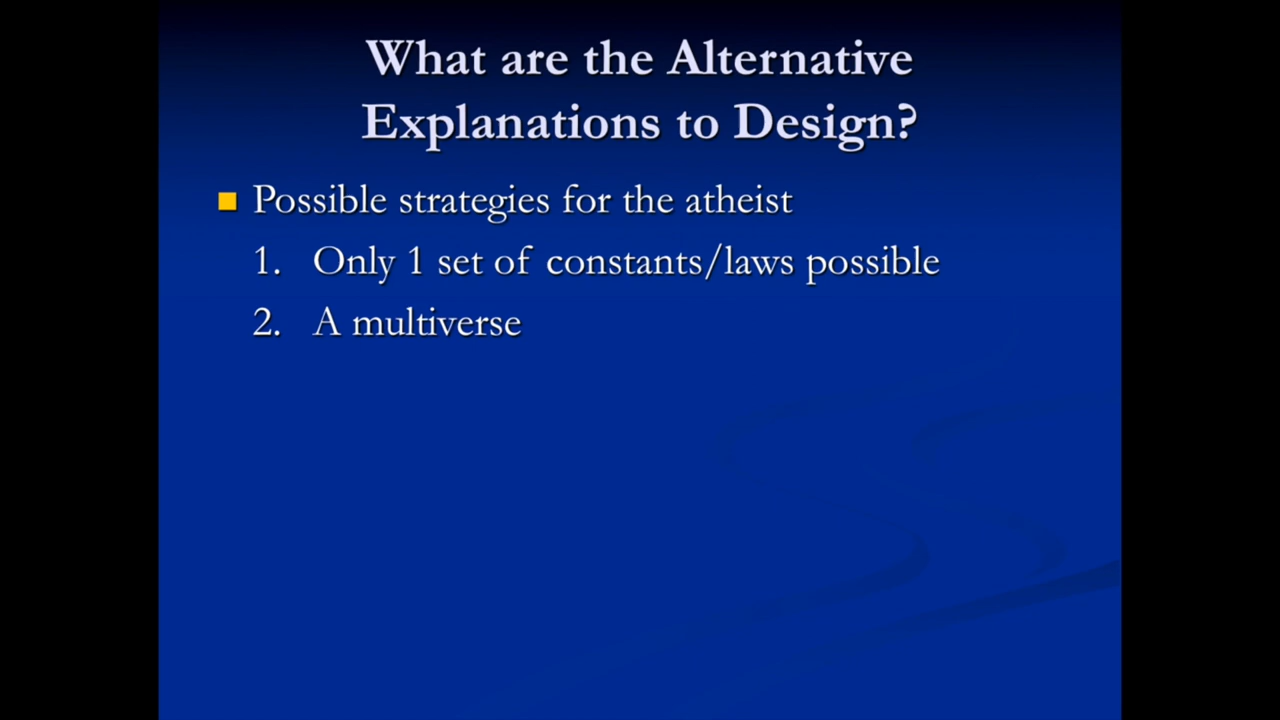 What are the Alternative
Explanations to Design?
Possible strategies for the atheist
1. Only 1 set of constants/laws possible
2. A multiverse